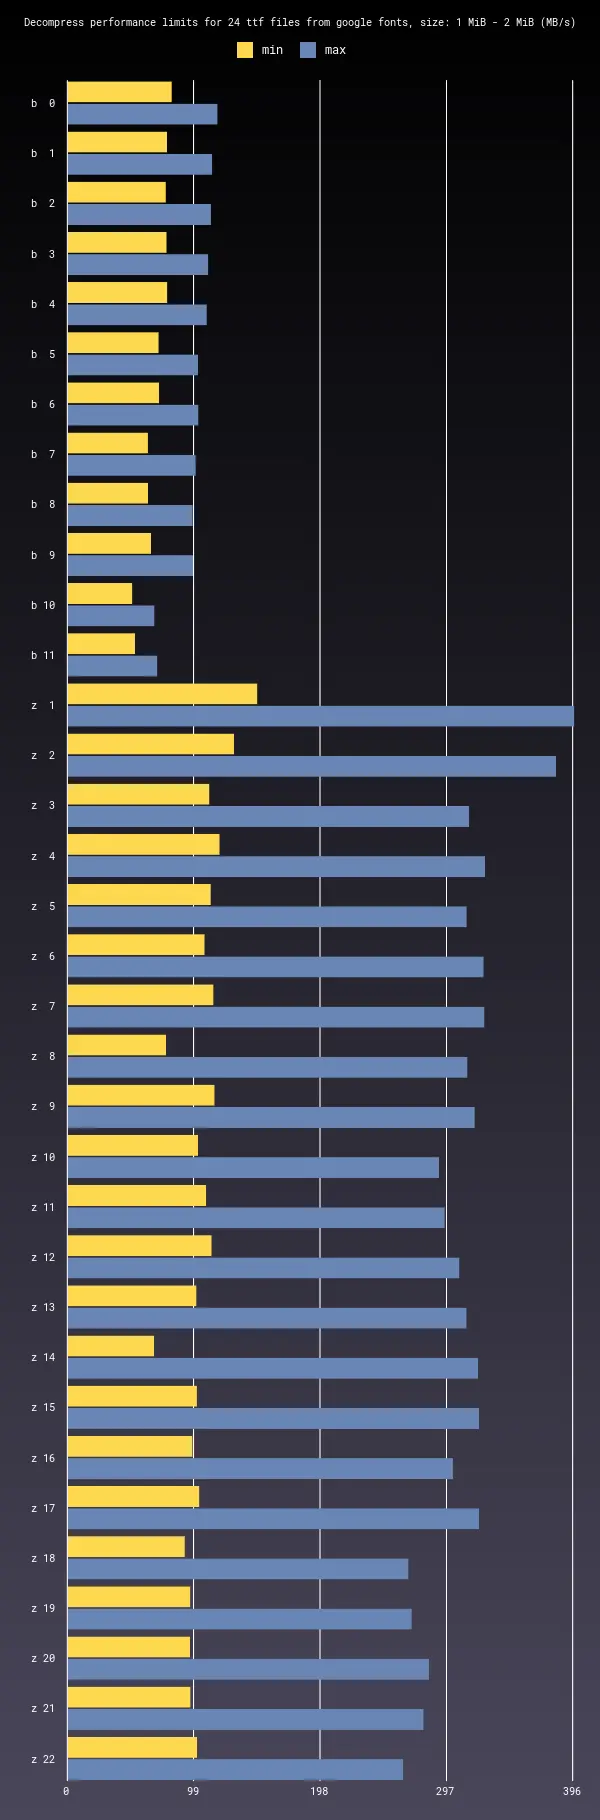 Decompress performance limits for 24 ttf files from google fonts, size: 1 MiB - 2 MiB (MB/s)
min max
b 0
b 1
b 2
b 3
b 4
b 5
b 6
b 7
b 8
b 9
b 10
b 11
z 1
z 2
z 3
z 4
z 5
z 6
z 7
z 8
z 9
z 10
z 11
z 12
z 13
z 14
z 15
z 16
z 17
z 18
z 19
z 20
z 21
z 22
0 99 198 297 396